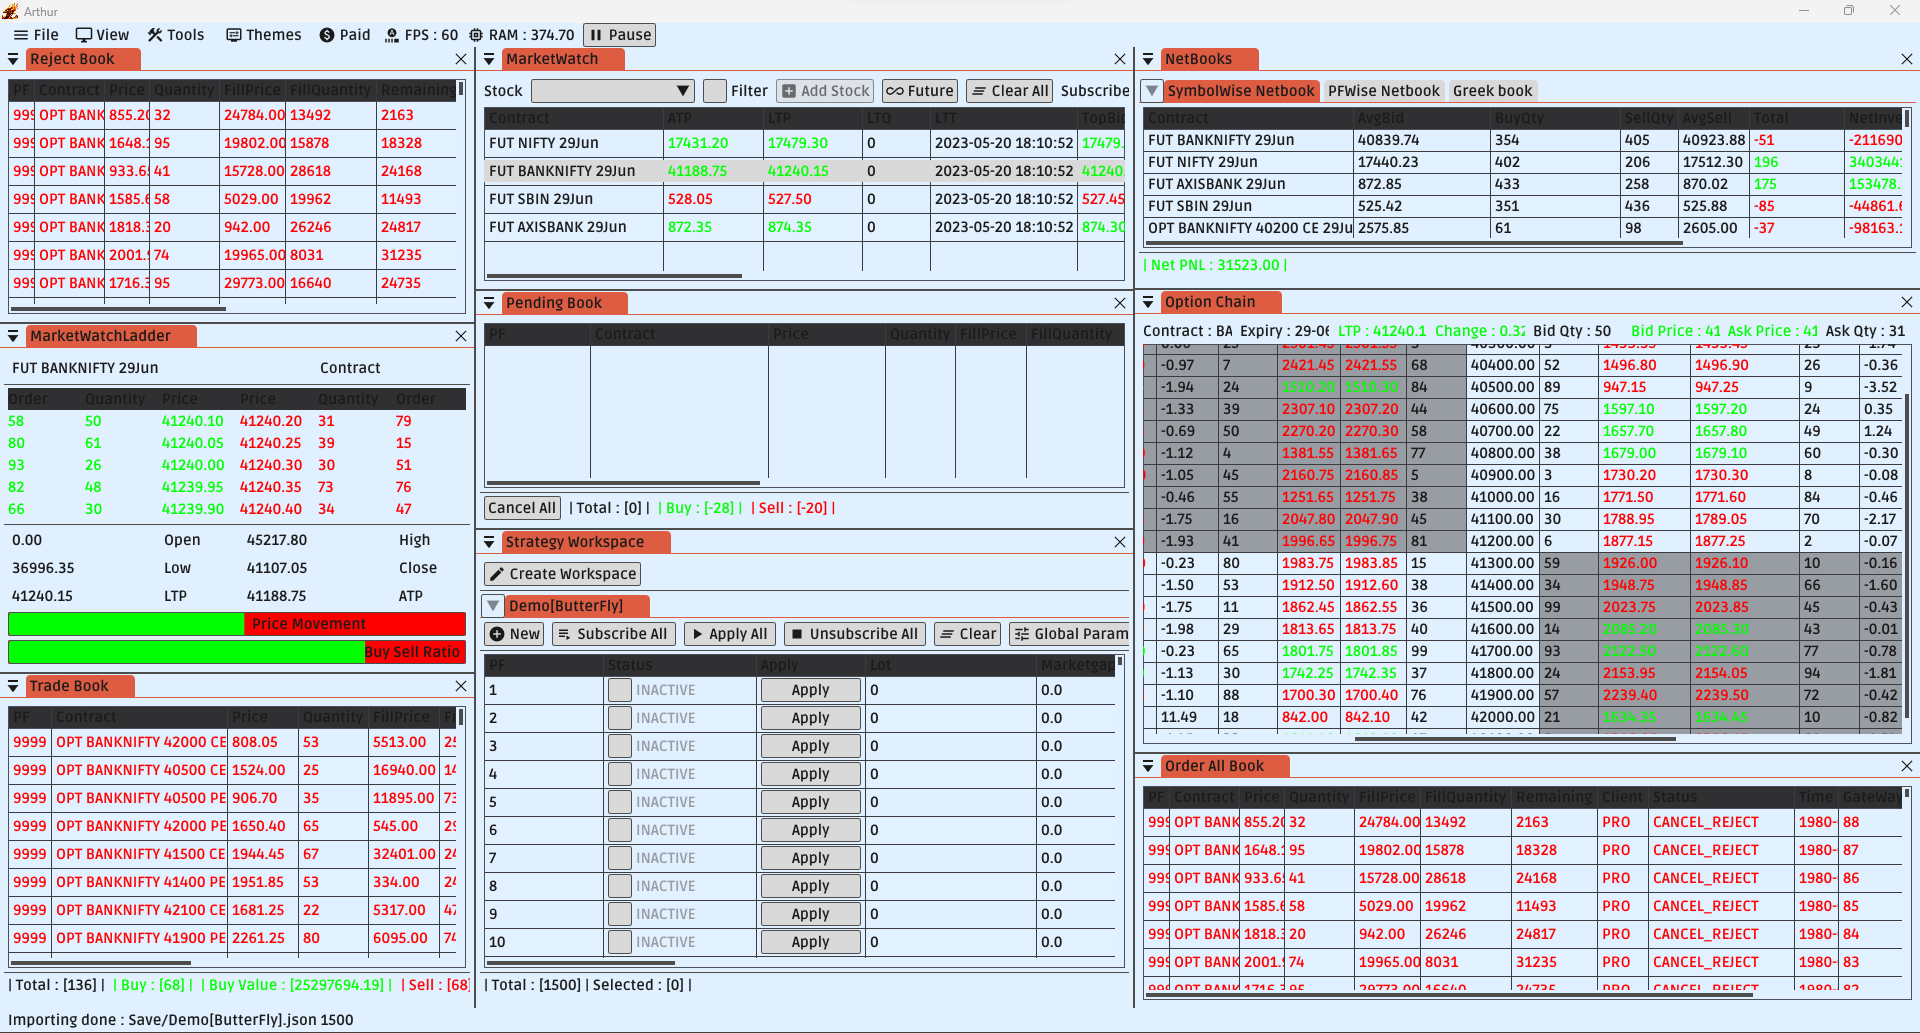 Arthur
File View Tools Themes Paid FPS : 60 RAM : 374.70 Pause
Reject Book
PF Contract Price Quantity FillPrice FillQuantity Remaining
999 OPT BANK 855.20 32 24784.00 13492 2163
999 OPT BANK 1648.1 95 19802.00 15878 18328
999 OPT BANK 933.65 41 15728.00 28618 24168
999 OPT BANK 1585.6 58 5029.00 19962 11493
999 OPT BANK 1818.3 20 942.00 26246 24817
999 OPT BANK 2001.9 74 19965.00 8031 31235
999 OPT BANK 1716.3 95 29773.00 16640 24735
MarketWatchLadder
FUT BANKNIFTY 29Jun Contract
Order Quantity Price Price Quantity Order
58 50 41240.10 41240.20 31 79
80 61 41240.05 41240.25 39 15
93 26 41240.00 41240.30 30 51
82 48 41239.95 41240.35 73 76
66 30 41239.90 41240.40 34 47
0.00 Open 45217.80 High
36996.35 Low 41107.05 Close
41240.15 LTP 41188.75 ATP
Price Movement
Buy Sell Ratio
Trade Book
PF Contract Price Quantity FillPrice Fi
9999 OPT BANKNIFTY 42000 CE 808.05 53 5513.00 25
9999 OPT BANKNIFTY 40500 CE 1524.00 25 16940.00 14
9999 OPT BANKNIFTY 40500 PE 906.70 35 11895.00 73
9999 OPT BANKNIFTY 42000 PE 1650.40 65 545.00 29
9999 OPT BANKNIFTY 41500 CE 1944.45 67 32401.00 24
9999 OPT BANKNIFTY 41400 PE 1951.85 53 334.00 24
9999 OPT BANKNIFTY 42100 CE 1681.25 22 5317.00 47
9999 OPT BANKNIFTY 41900 PE 2261.25 80 6095.00 74
| Total : [136] | | Buy : [68] | | Buy Value : [25297694.19] | | Sell : [68]
Importing done : Save/Demo[ButterFly].json 1500
MarketWatch
Stock Filter Add Stock Future Clear All Subscribe
Contract ATP LTP LTQ LTT TopBid
FUT NIFTY 29Jun 17431.20 17479.30 0 2023-05-20 18:10:52 17479.
FUT BANKNIFTY 29Jun 41188.75 41240.15 0 2023-05-20 18:10:52 41240.
FUT SBIN 29Jun 528.05 527.50 0 2023-05-20 18:10:52 527.45
FUT AXISBANK 29Jun 872.35 874.35 0 2023-05-20 18:10:52 874.30
Pending Book
PF Contract Price Quantity FillPrice FillQuantity
Cancel All | Total : [0] | | Buy : [-28] | | Sell : [-20] |
Strategy Workspace
Create Workspace
Demo[ButterFly]
New Subscribe All Apply All Unsubscribe All Clear Global Param
PF Status Apply Lot Marketgap
1 INACTIVE Apply 0 0.0
2 INACTIVE Apply 0 0.0
3 INACTIVE Apply 0 0.0
4 INACTIVE Apply 0 0.0
5 INACTIVE Apply 0 0.0
6 INACTIVE Apply 0 0.0
7 INACTIVE Apply 0 0.0
8 INACTIVE Apply 0 0.0
9 INACTIVE Apply 0 0.0
10 INACTIVE Apply 0 0.0
| Total : [1500] | Selected : [0] |
NetBooks
SymbolWise Netbook PFWise Netbook Greek book
Contract AvgBid BuyQty SellQty AvgSell Total NetInve
FUT BANKNIFTY 29Jun 40839.74 354 405 40923.88 -51 -211690
FUT NIFTY 29Jun 17440.23 402 206 17512.30 196 340344
FUT AXISBANK 29Jun 872.85 433 258 870.02 175 153478.
FUT SBIN 29Jun 525.42 351 436 525.88 -85 -44861.6
OPT BANKNIFTY 40200 CE 29Ju 2575.85 61 98 2605.00 -37 -98163.
| Net PNL : 31523.00 |
Option Chain
Contract : BA Expiry : 29-06 LTP : 41240.1 Change : 0.32 Bid Qty : 50 Bid Price : 41 Ask Price : 41 Ask Qty : 31
-0.97 7 2421.45 2421.55 68 40400.00 52 1496.80 1496.90 26 -0.36
-1.94 24 1510.20 1510.30 84 40500.00 89 947.15 947.25 9 -3.52
-1.33 39 2307.10 2307.20 44 40600.00 75 1597.10 1597.20 24 0.35
-0.69 50 2270.20 2270.30 58 40700.00 22 1657.70 1657.80 49 1.24
-1.12 4 1381.55 1381.65 77 40800.00 38 1679.00 1679.10 60 -0.30
-1.05 45 2160.75 2160.85 5 40900.00 3 1730.20 1730.30 8 -0.08
-0.46 55 1251.65 1251.75 38 41000.00 16 1771.50 1771.60 84 -0.46
-1.75 16 2047.80 2047.90 45 41100.00 30 1788.95 1789.05 70 -2.17
-1.93 41 1996.65 1996.75 81 41200.00 6 1877.15 1877.25 2 -0.07
-0.23 80 1983.75 1983.85 15 41300.00 59 1926.00 1926.10 10 -0.16
-1.50 53 1912.50 1912.60 38 41400.00 34 1948.75 1948.85 66 -1.60
-1.75 11 1862.45 1862.55 36 41500.00 99 2023.75 2023.85 45 -0.43
-1.98 29 1813.65 1813.75 40 41600.00 14 2085.20 2085.30 43 -0.01
-0.23 65 1801.75 1801.85 99 41700.00 93 2122.50 2122.60 77 -0.78
-1.13 30 1742.25 1742.35 37 41800.00 24 2153.95 2154.05 94 -1.81
-1.10 88 1700.30 1700.40 76 41900.00 57 2239.40 2239.50 72 -0.42
11.49 18 842.00 842.10 42 42000.00 21 1634.35 1634.45 10 -0.82
Order All Book
PF Contract Price Quantity FillPrice FillQuantity Remaining Client Status Time GateWay
999 OPT BANK 855.20 32 24784.00 13492 2163 PRO CANCEL_REJECT 1980- 88
999 OPT BANK 1648.1 95 19802.00 15878 18328 PRO CANCEL_REJECT 1980- 87
999 OPT BANK 933.65 41 15728.00 28618 24168 PRO CANCEL_REJECT 1980- 86
999 OPT BANK 1585.6 58 5029.00 19962 11493 PRO CANCEL_REJECT 1980- 85
999 OPT BANK 1818.3 20 942.00 26246 24817 PRO CANCEL_REJECT 1980- 84
999 OPT BANK 2001.9 74 19965.00 8031 31235 PRO CANCEL_REJECT 1980- 83